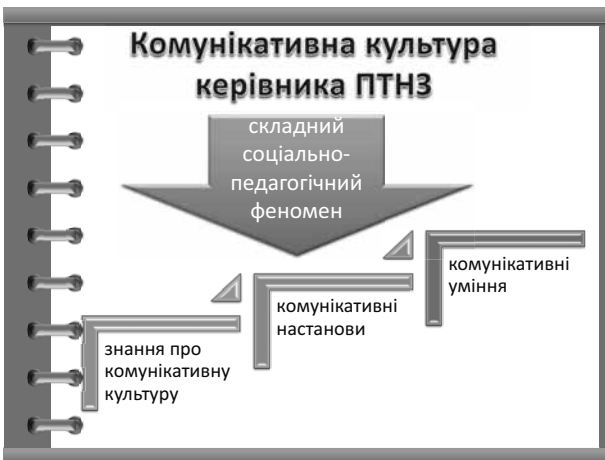 Комунікативна культура
керівника ПТНЗ
складний
соціально-
педагогічний
феномен
знання про
комунікативну
культуру
комунікативні
настанови
комунікативні
уміння